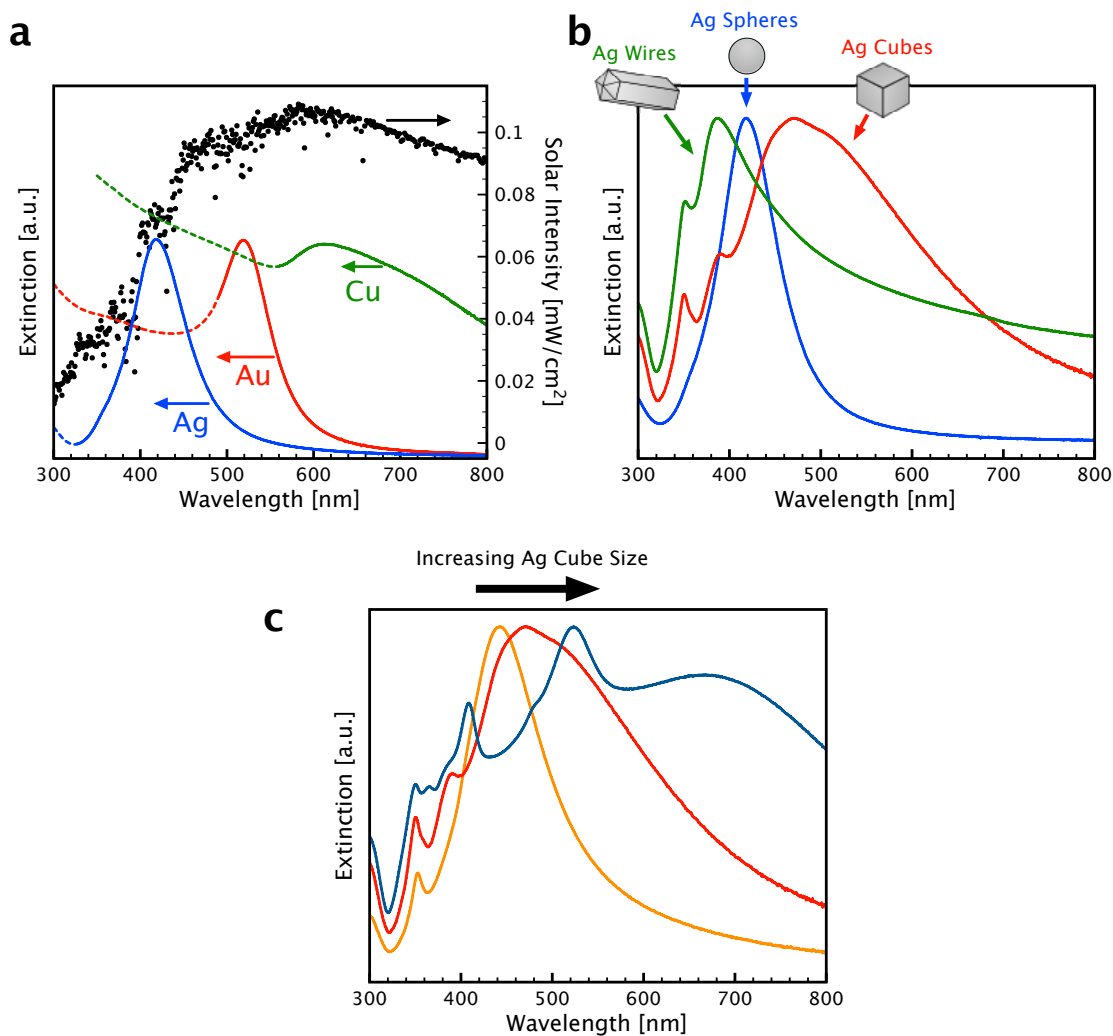 a
Extinction [a.u.]
0.1
0.08
0.06
0.04
0.02
0
Solar Intensity [mW/cm²]
Cu
Au
Ag
300 400 500 600 700 800
Wavelength [nm]
b
Ag Spheres
Ag Wires
Ag Cubes
Extinction [a.u.]
300 400 500 600 700 800
Wavelength [nm]
Increasing Ag Cube Size
c
Extinction [a.u.]
300 400 500 600 700 800
Wavelength [nm]